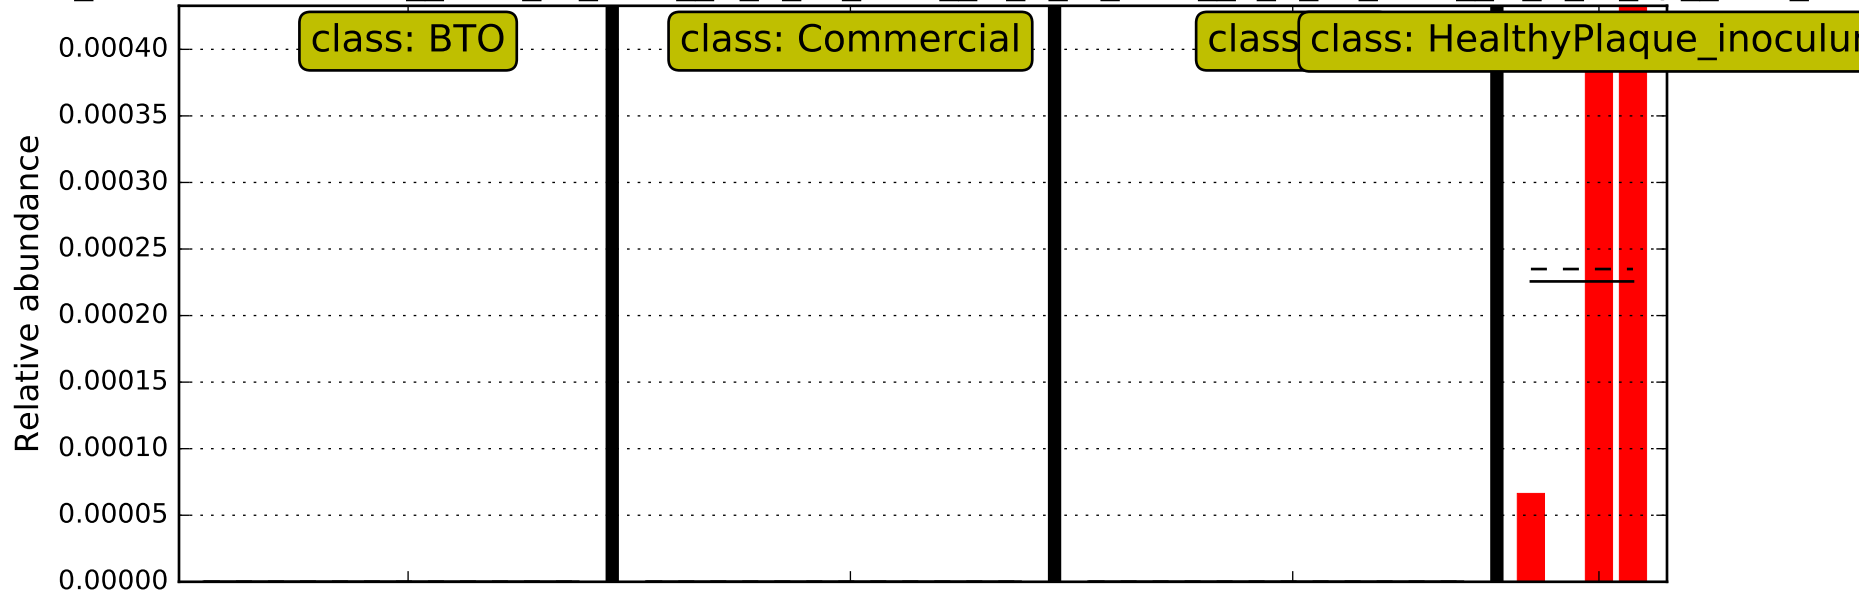 class: BTO
class: Commercial
class
class: HealthyPlaque_inoculu
Relative abundance
0.00040
0.00035
0.00030
0.00025
0.00020
0.00015
0.00010
0.00005
0.00000